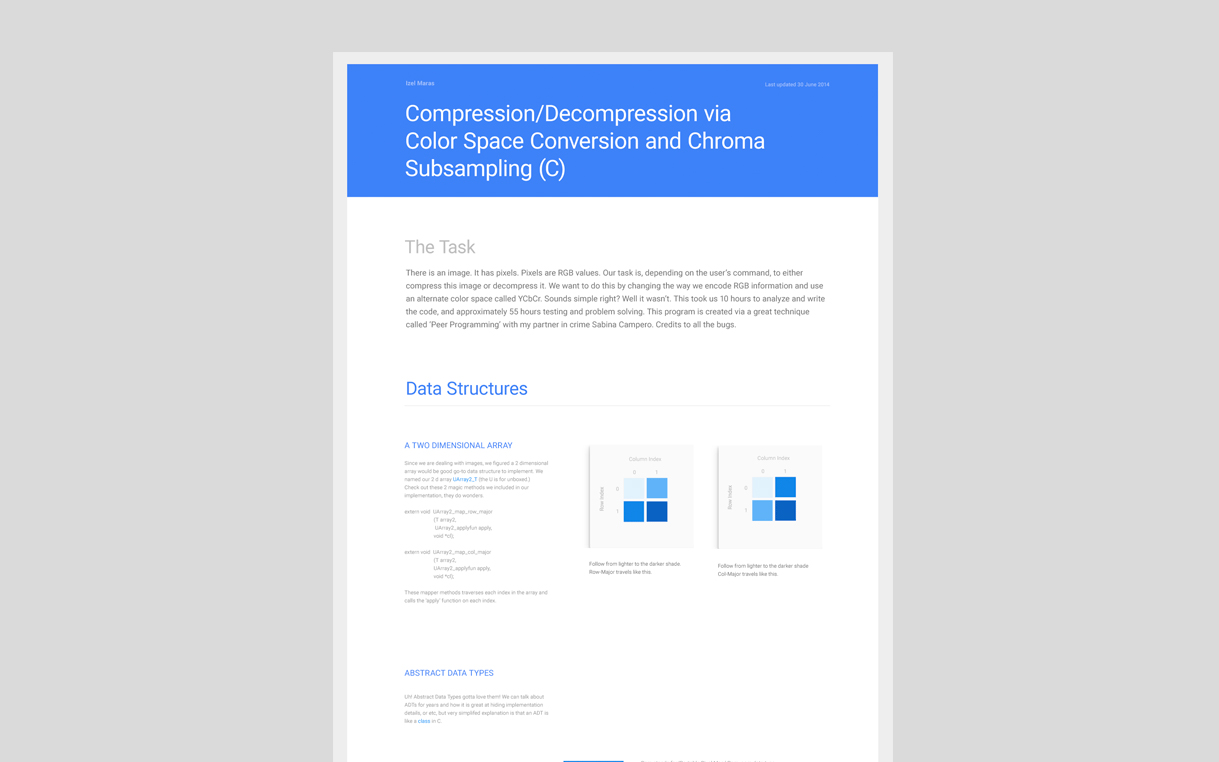 Izel Maras
Last updated 30 June 2014
Compression/Decompression via
Color Space Conversion and Chroma
Subsampling (C)
The Task
There is an image. It has pixels. Pixels are RGB values. Our task is, depending on the user's command, to either
compress this image or decompress it. We want to do this by changing the way we encode RGB information and use
an alternate color space called YCbCr. Sounds simple right? Well it wasn't. This took us 10 hours to analyze and write
the code, and approximately 55 hours testing and problem solving. This program is created via a great technique
called 'Peer Programming' with my partner in crime Sabina Campero. Credits to all the bugs.
Data Structures
A TWO DIMENSIONAL ARRAY
Since we are dealing with images, we figured a 2 dimensional
array would be good go-to data structure to implement. We
named our 2 d array UArray2_T (the U is for unboxed.)
Check out these 2 magic methods we included in our
implementation, they do wonders.
extern void UArray2_map_row_major
(T array2,
UArray2_applyfun apply,
void *cl);
extern void UArray2_map_col_major
(T array2,
UArray2_applyfun apply,
void *cl);
These mapper methods traverses each index in the array and
calls the 'apply' function on each index.
Column Index
0 1
Row Index
0
1
Follow from lighter to the darker shade.
Row-Major travels like this.
Column Index
0 1
Row Index
0
1
Follow from lighter to the darker shade
Col-Major travels like this.
ABSTRACT DATA TYPES
UH Abstract Data Types gotta love them! We can talk about
ADTs for years and how it is great at hiding implementation
details, or etc, but very simplified explanation is that an ADT is
like a class in C.